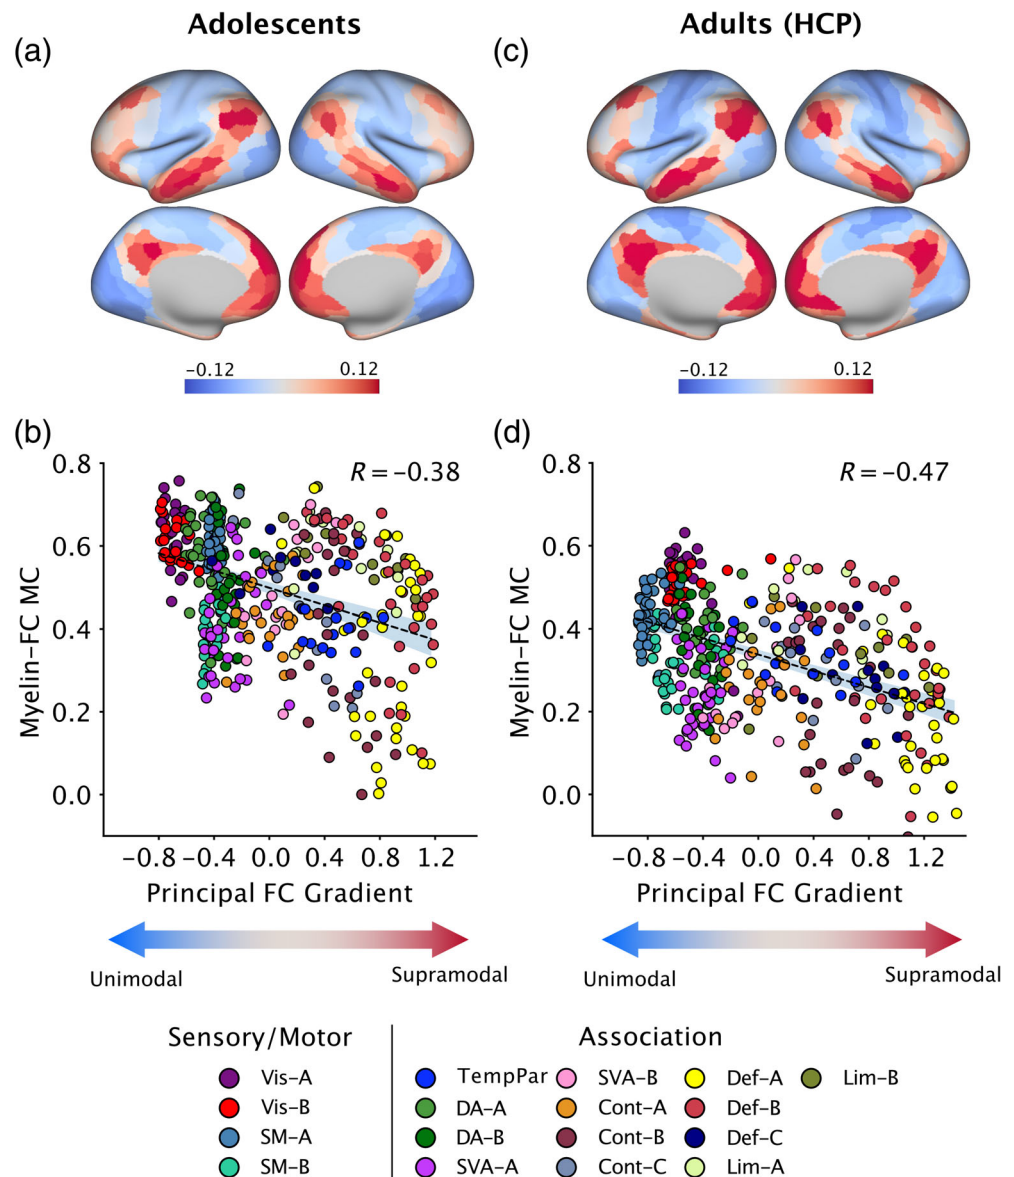 Adolescents
Adults (HCP)
(a)
(c)
−0.12
0.12
−0.12
0.12
(b)
(d)
R = −0.38
R = −0.47
Myelin–FC MC
0.8
0.6
0.4
0.2
0.0
−0.8
−0.4
0.0
0.4
0.8
1.2
Principal FC Gradient
Unimodal
Supramodal
Myelin–FC MC
0.8
0.6
0.4
0.2
0.0
−0.8
−0.4
0.0
0.4
0.8
1.2
Principal FC Gradient
Unimodal
Supramodal
Sensory/Motor
Vis–A
Vis–B
SM–A
SM–B
Association
TempPar
DA–A
DA–B
SVA–A
SVA–B
Cont–A
Cont–B
Cont–C
Def–A
Def–B
Def–C
Lim–A
Lim–B